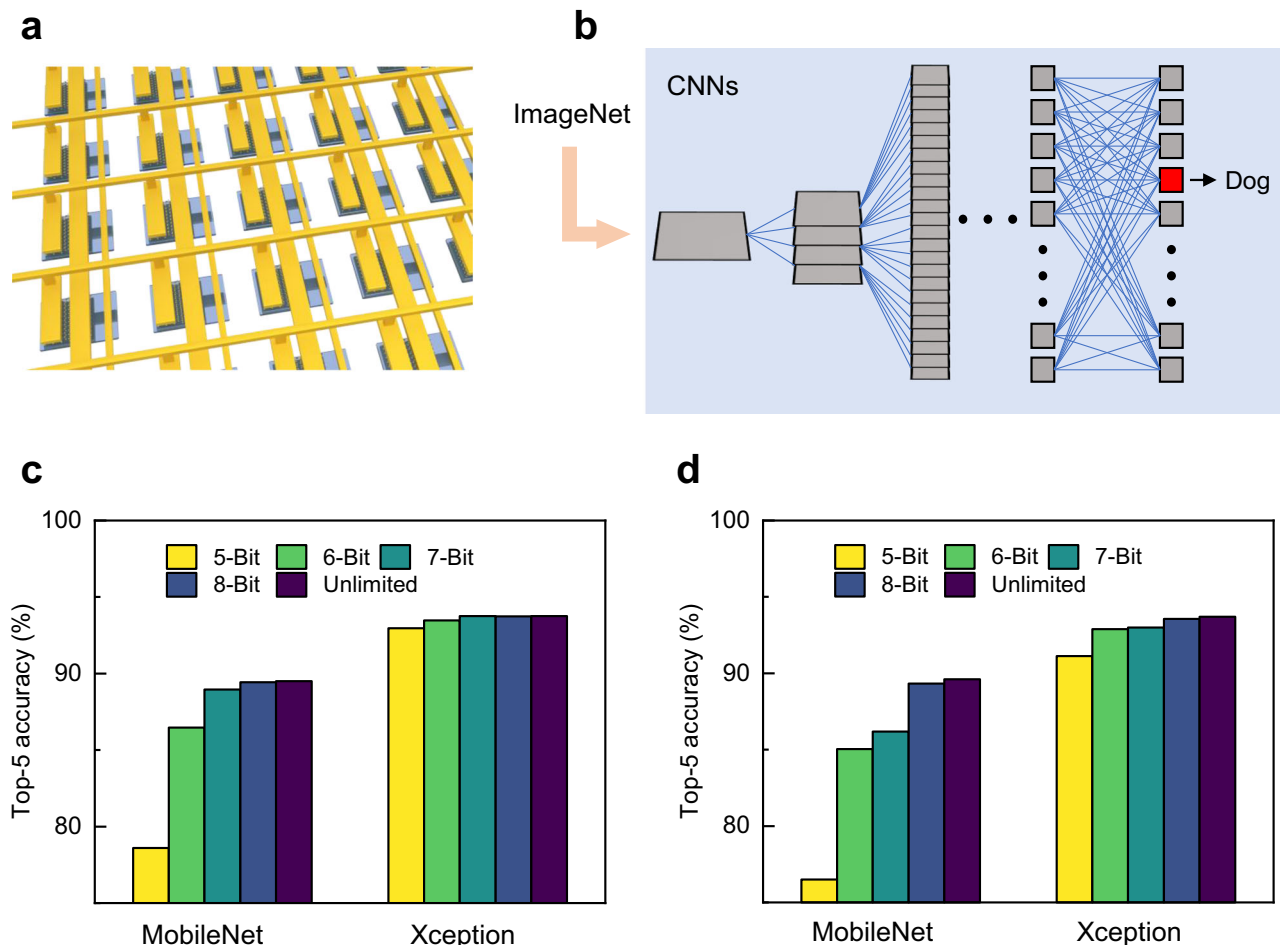 a
b
ImageNet
CNNs
Dog
c
100
90
80
Top-5 accuracy (%)
5-Bit 6-Bit 7-Bit
8-Bit Unlimited
MobileNet Xception
d
100
90
80
Top-5 accuracy (%)
5-Bit 6-Bit 7-Bit
8-Bit Unlimited
MobileNet Xception